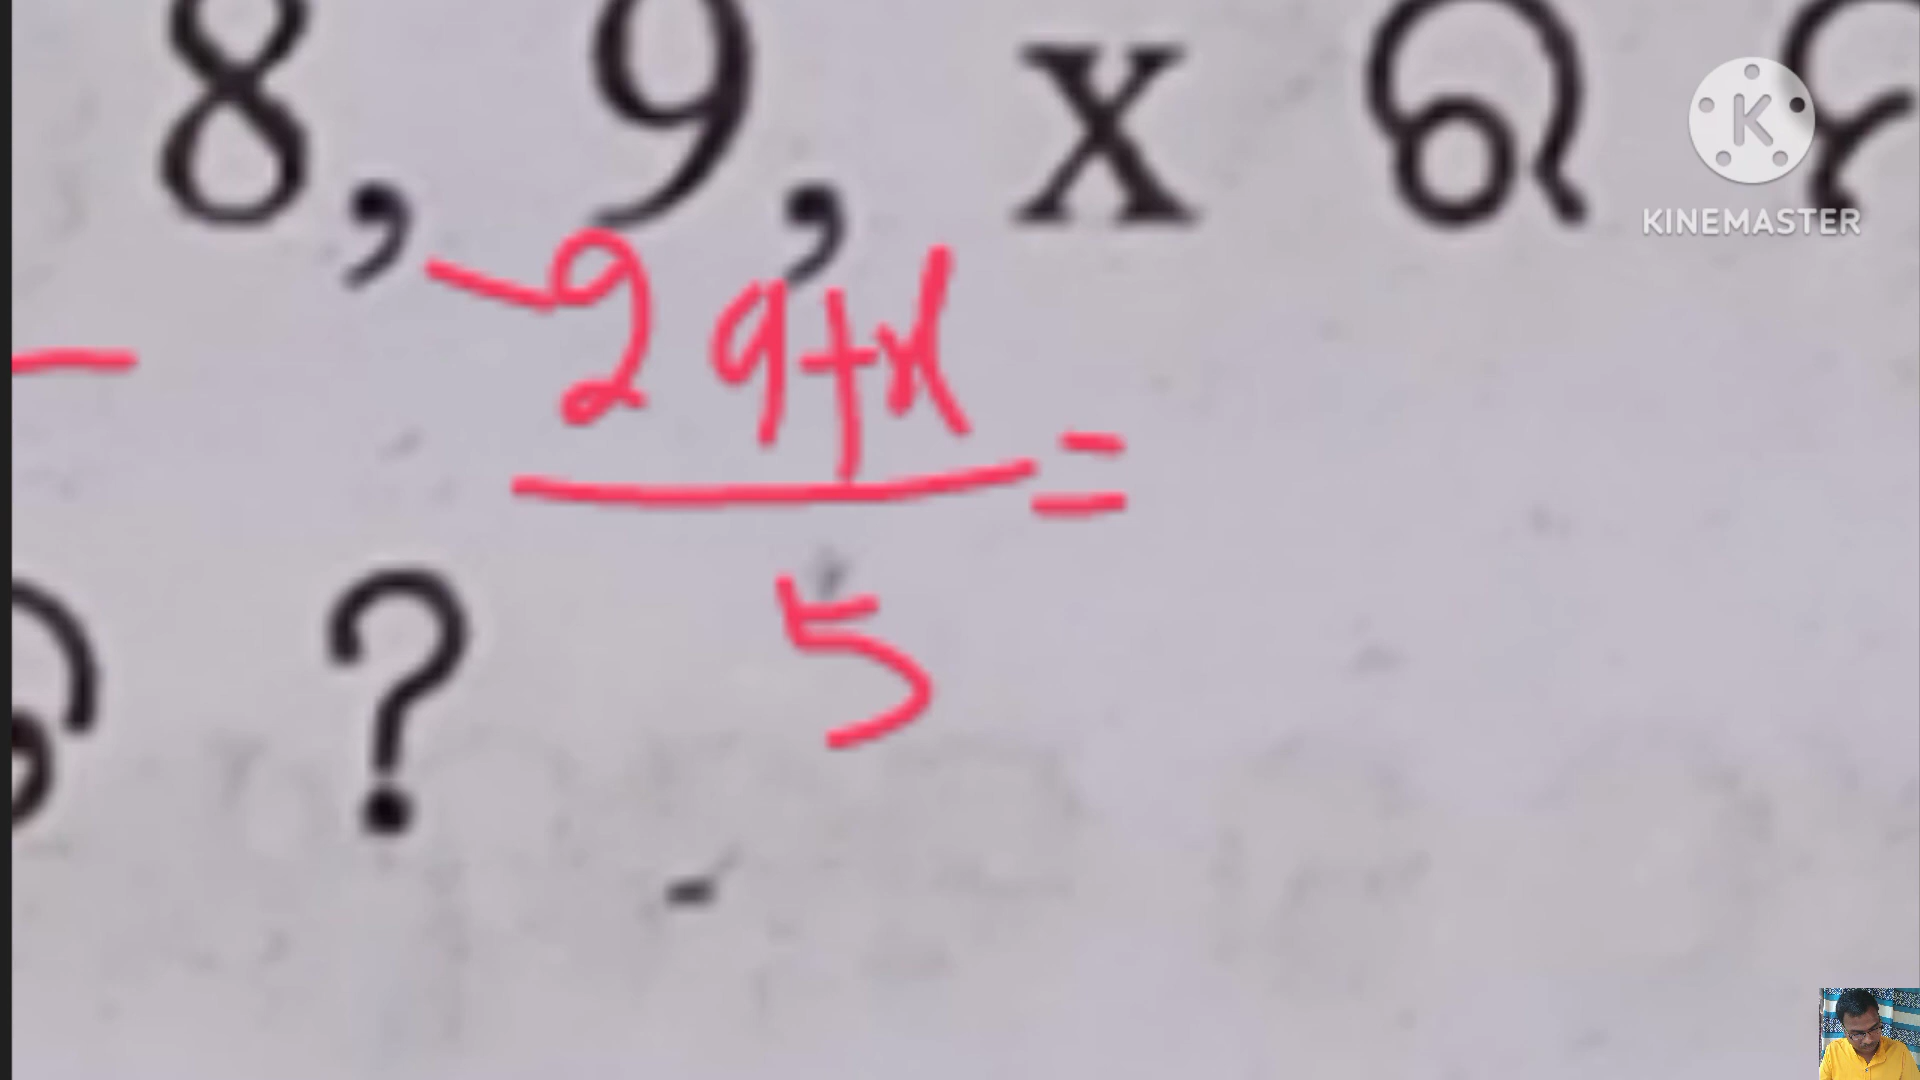 8, 9, x ର
KINEMASTER
29+x
=
5
?